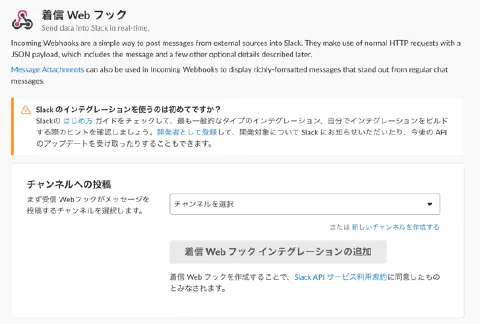 着信 Web フック
Send data into Slack in real-time.
Incoming Webhooks are a simple way to post messages from external sources into Slack. They make use of normal HTTP requests with a
JSON payload, which includes the message and a few other optional details described later.
Message Attachments can also be used in Incoming Webhooks to display richly-formatted messages that stand out from regular chat
messages.
Slack のインテグレーションを使うのは初めてですか？
Slackの はじめ方 ガイドをチェックして、最も一般的なタイプのインテグレーション、自分でインテグレーションをビルド
する際のヒントを確認しましょう。開発者として登録して、開発対象について Slack にお知らせいただいたり、今後の API
のアップデートを受け取ったりすることもできます。
チャンネルへの投稿
まず受信 Webフックがメッセージを
投稿するチャンネルを選択します。
チャンネルを選択
または 新しいチャンネルを作成する
着信 Web フック インテグレーションの追加
着信 Web フックを作成することで、Slack API サービス利用規約に同意したもの
とみなされます。